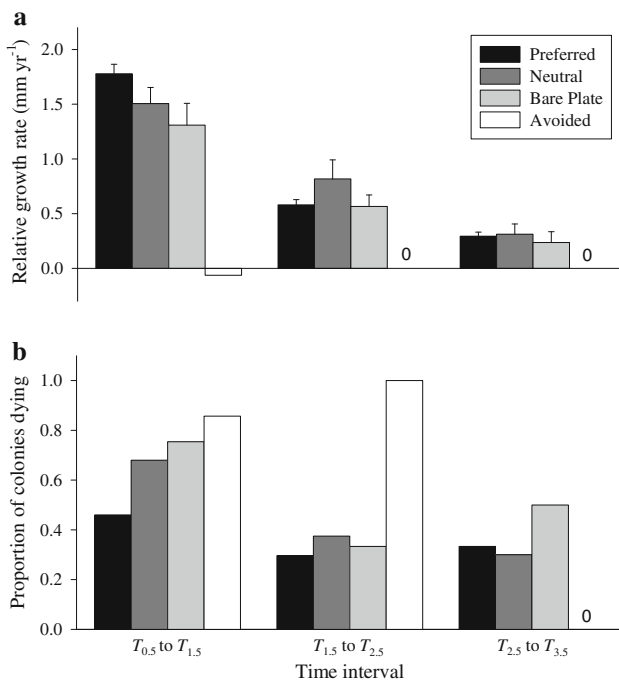 a
Relative growth rate (mm yr⁻¹)
2.0
1.5
1.0
0.5
0.0
Preferred
Neutral
Bare Plate
Avoided
0
0
b
Proportion of colonies dying
1.0
0.8
0.6
0.4
0.2
0.0
0
T0.5 to T1.5
T1.5 to T2.5
T2.5 to T3.5
Time interval